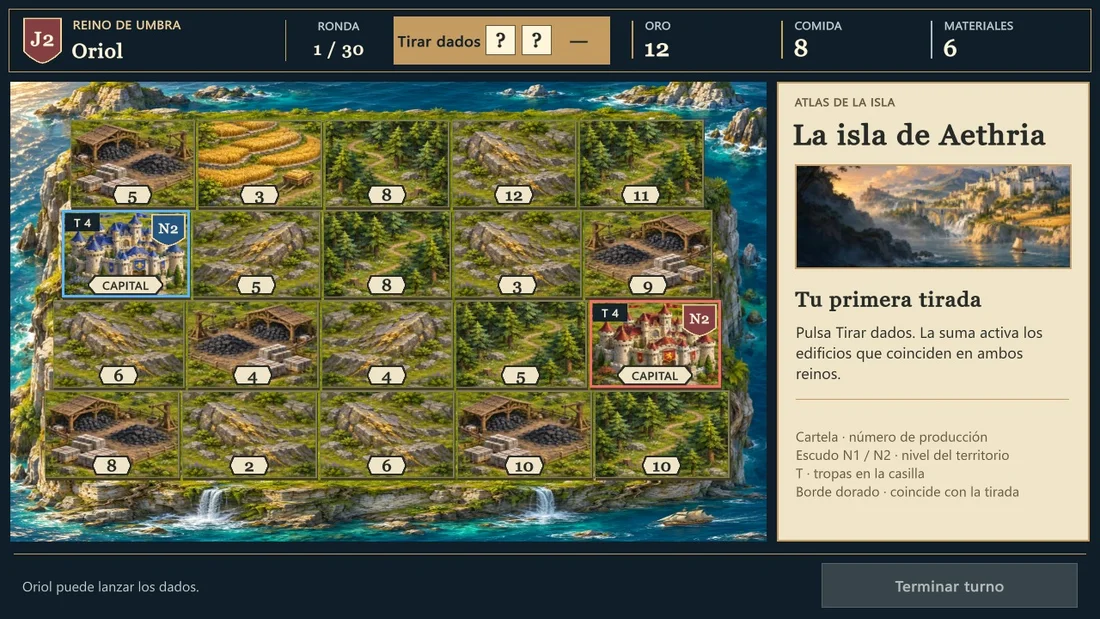 J2
REINO DE UMBRA
Oriol
RONDA
1 / 30
Tirar dados ? ? —
ORO
12
COMIDA
8
MATERIALES
6
5
3
8
12
11
T 4
N2
CAPITAL
5
8
3
9
6
4
4
5
T 4
N2
CAPITAL
8
2
6
10
10
ATLAS DE LA ISLA
La isla de Aethria
Tu primera tirada
Pulsa Tirar dados. La suma activa los
edificios que coinciden en ambos
reinos.
Cartela · número de producción
Escudo N1 / N2 · nivel del territorio
T · tropas en la casilla
Borde dorado · coincide con la tirada
Oriol puede lanzar los dados.
Terminar turno